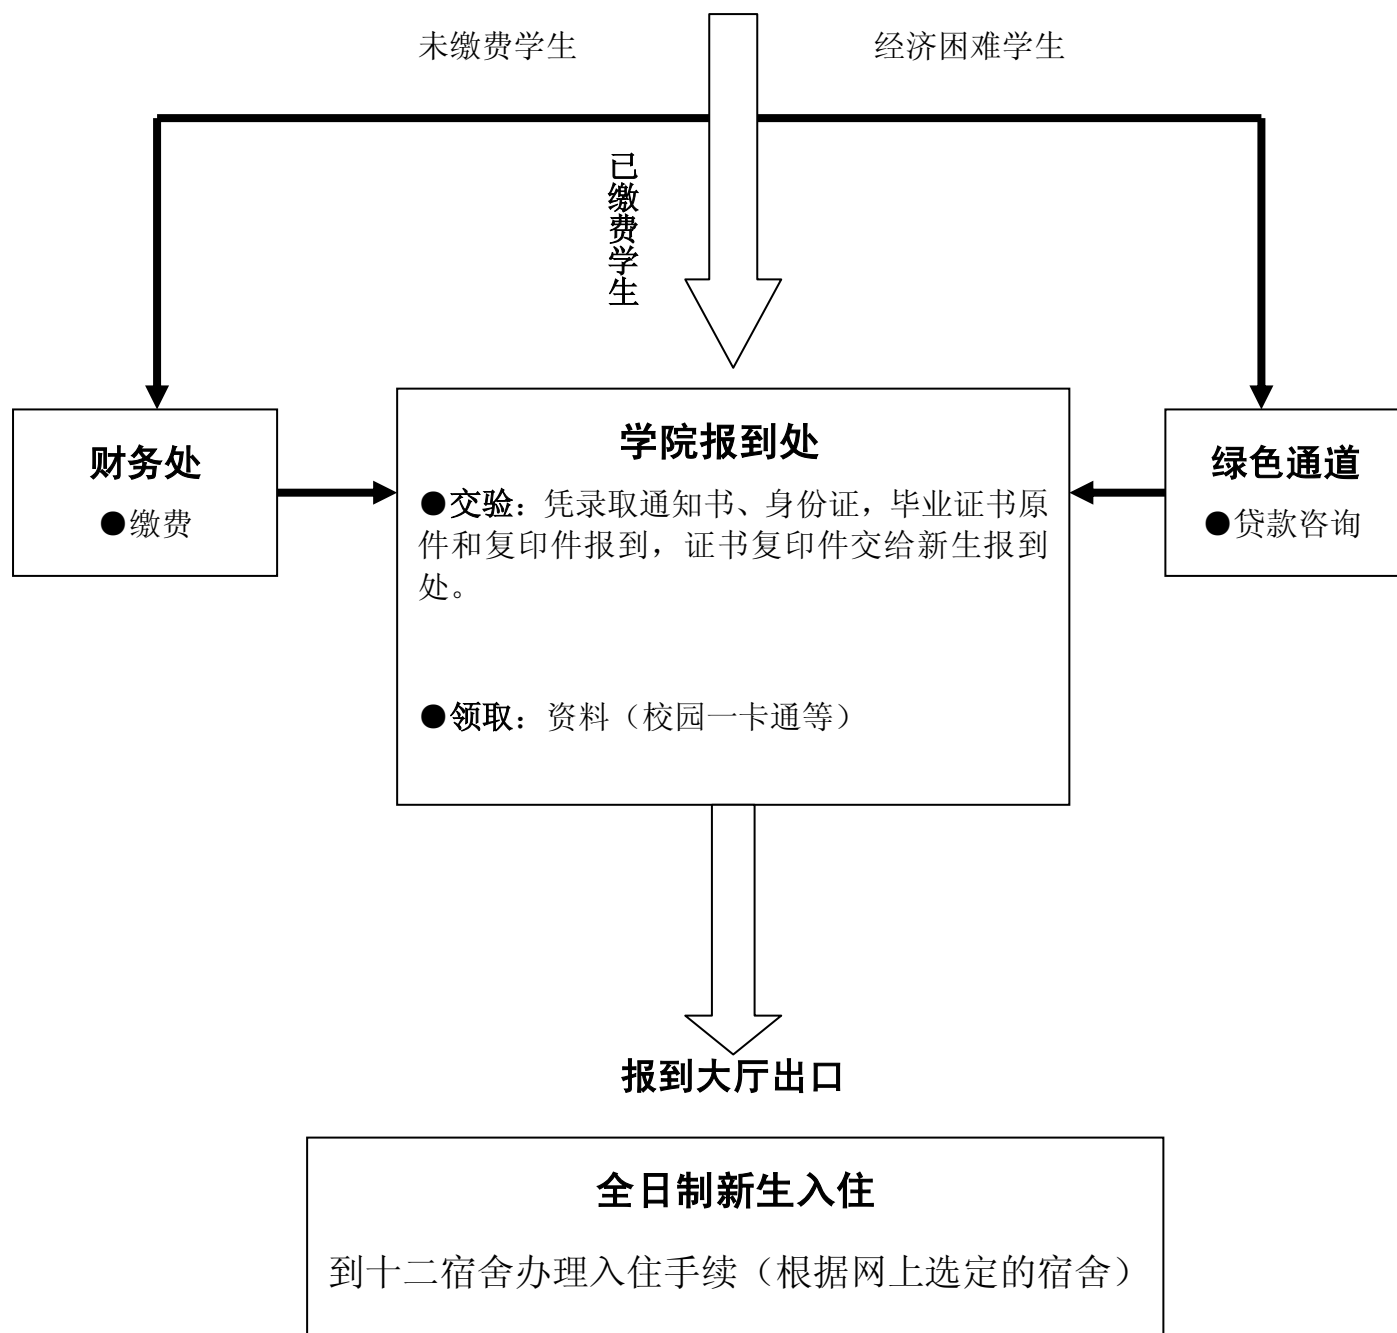 未缴费学生
经济困难学生
已缴费学生
财务处
●缴费
学院报到处
●交验：凭录取通知书、身份证，毕业证书原
件和复印件报到，证书复印件交给新生报到
处。
●领取：资料（校园一卡通等）
绿色通道
●贷款咨询
报到大厅出口
全日制新生入住
到十二宿舍办理入住手续（根据网上选定的宿舍）